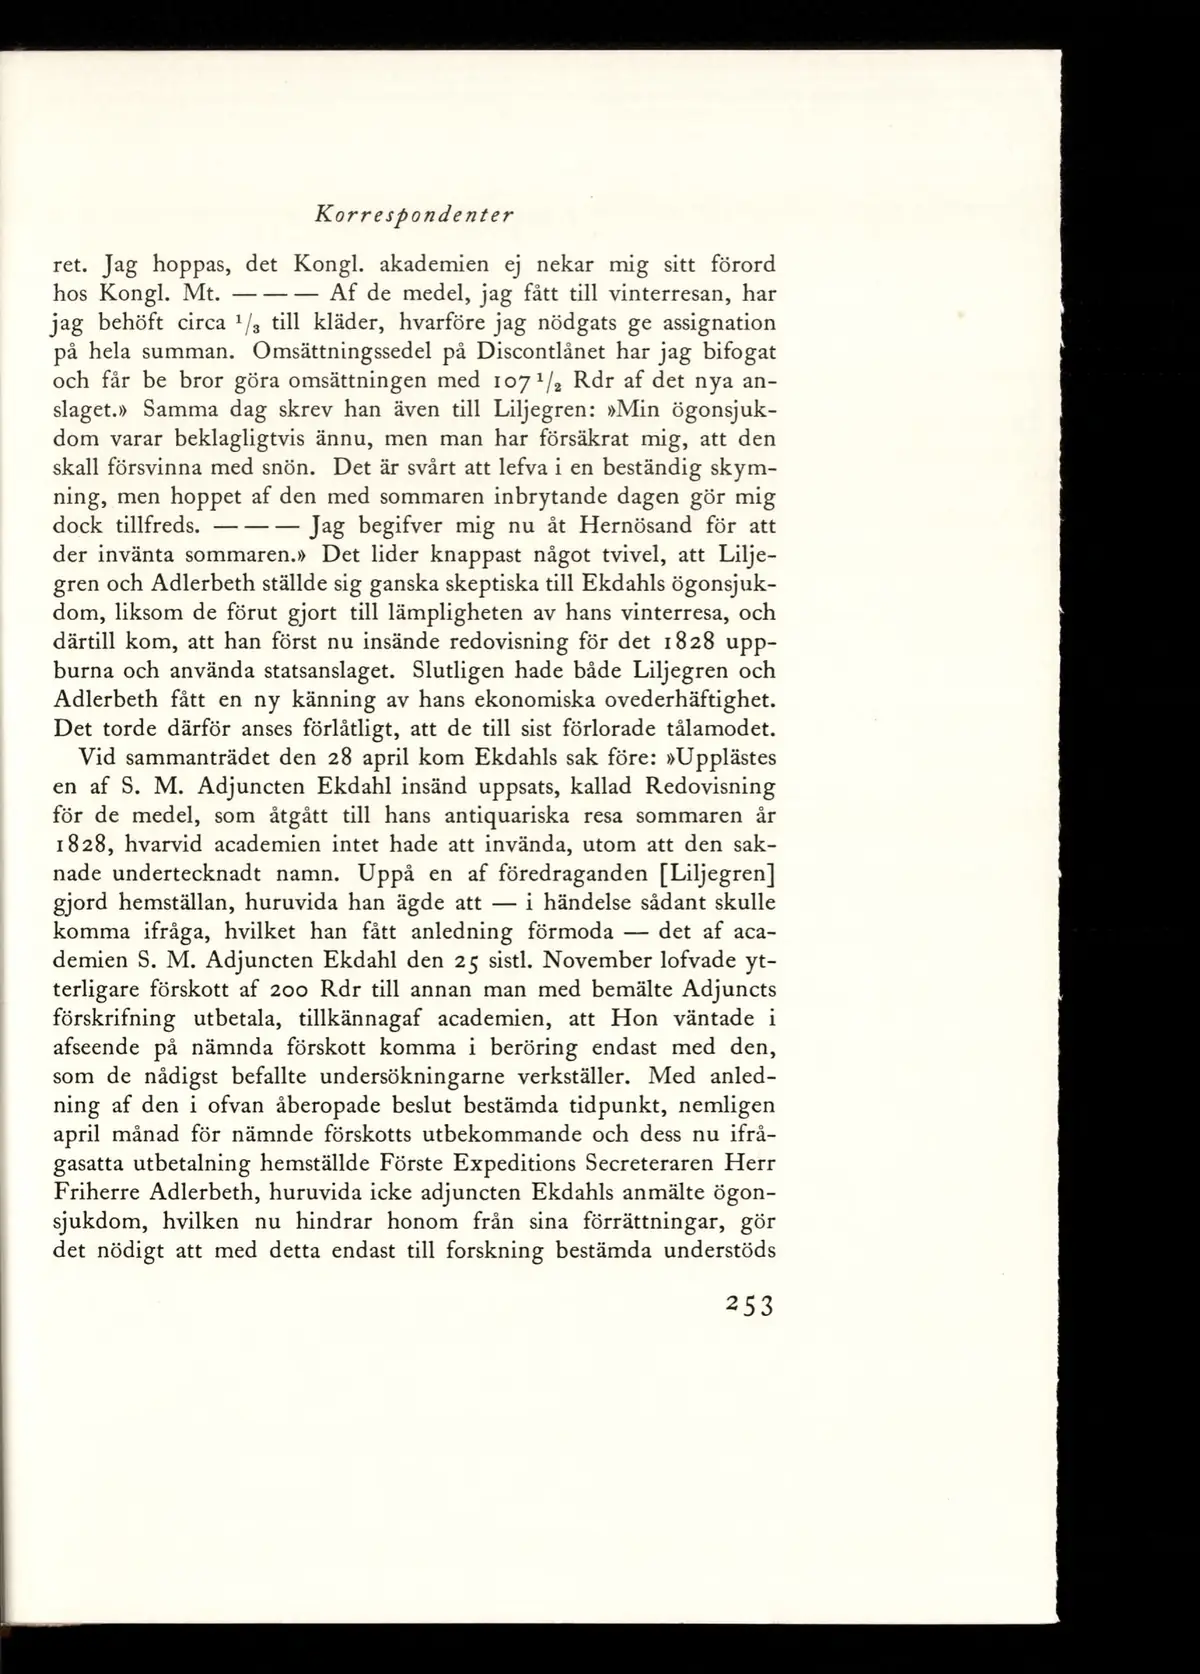 Korrespondenter
ret. Jag hoppas, det Kongl. akademien ej nekar mig sitt förord
hos Kongl. Mt. — — — Af de medel, jag fått till vinterresan, har
jag behöft circa 1/3 till kläder, hvarföre jag nödgats ge assignation
på hela summan. Omsättningssedel på Discontlånet har jag bifogat
och får be bror göra omsättningen med 107 1/2 Rdr af det nya an-
slaget.» Samma dag skrev han även till Liljegren: »Min ögonsjuk-
dom varar beklagligtvis ännu, men man har försäkrat mig, att den
skall försvinna med snön. Det är svårt att lefva i en beständig skym-
ning, men hoppet af den med sommaren inbrytande dagen gör mig
dock tillfreds. — — — Jag begifver mig nu åt Hernösand för att
der invänta sommaren.» Det lider knappast något tvivel, att Lilje-
gren och Adlerbeth ställde sig ganska skeptiska till Ekdahls ögonsjuk-
dom, liksom de förut gjort till lämpligheten av hans vinterresa, och
därtill kom, att han först nu insände redovisning för det 1828 upp-
burna och använda statsanslaget. Slutligen hade både Liljegren och
Adlerbeth fått en ny känning av hans ekonomiska ovederhäftighet.
Det torde därför anses förlåtligt, att de till sist förlorade tålamodet.
Vid sammanträdet den 28 april kom Ekdahls sak före: »Upplästes
en af S. M. Adjuncten Ekdahl insänd uppsats, kallad Redovisning
för de medel, som åtgått till hans antiquariska resa sommaren år
1828, hvarvid academien intet hade att invända, utom att den sak-
nade undertecknadt namn. Uppå en af föredraganden [Liljegren]
gjord hemställan, huruvida han ägde att — i händelse sådant skulle
komma ifråga, hvilket han fått anledning förmoda — det af aca-
demien S. M. Adjuncten Ekdahl den 25 sistl. November lofvade yt-
terligare förskott af 200 Rdr till annan man med bemälte Adjuncts
förskrifning utbetala, tillkännagaf academien, att Hon väntade i
afseende på nämnda förskott komma i beröring endast med den,
som de nådigst befallte undersökningarne verkställer. Med anled-
ning af den i ofvan åberopade beslut bestämda tidpunkt, nemligen
april månad för nämnde förskotts utbekommande och dess nu ifrå-
gasatta utbetalning hemställde Förste Expeditions Secreteraren Herr
Friherre Adlerbeth, huruvida icke adjuncten Ekdahls anmälte ögon-
sjukdom, hvilken nu hindrar honom från sina förrättningar, gör
det nödigt att med detta endast till forskning bestämda understöds
253